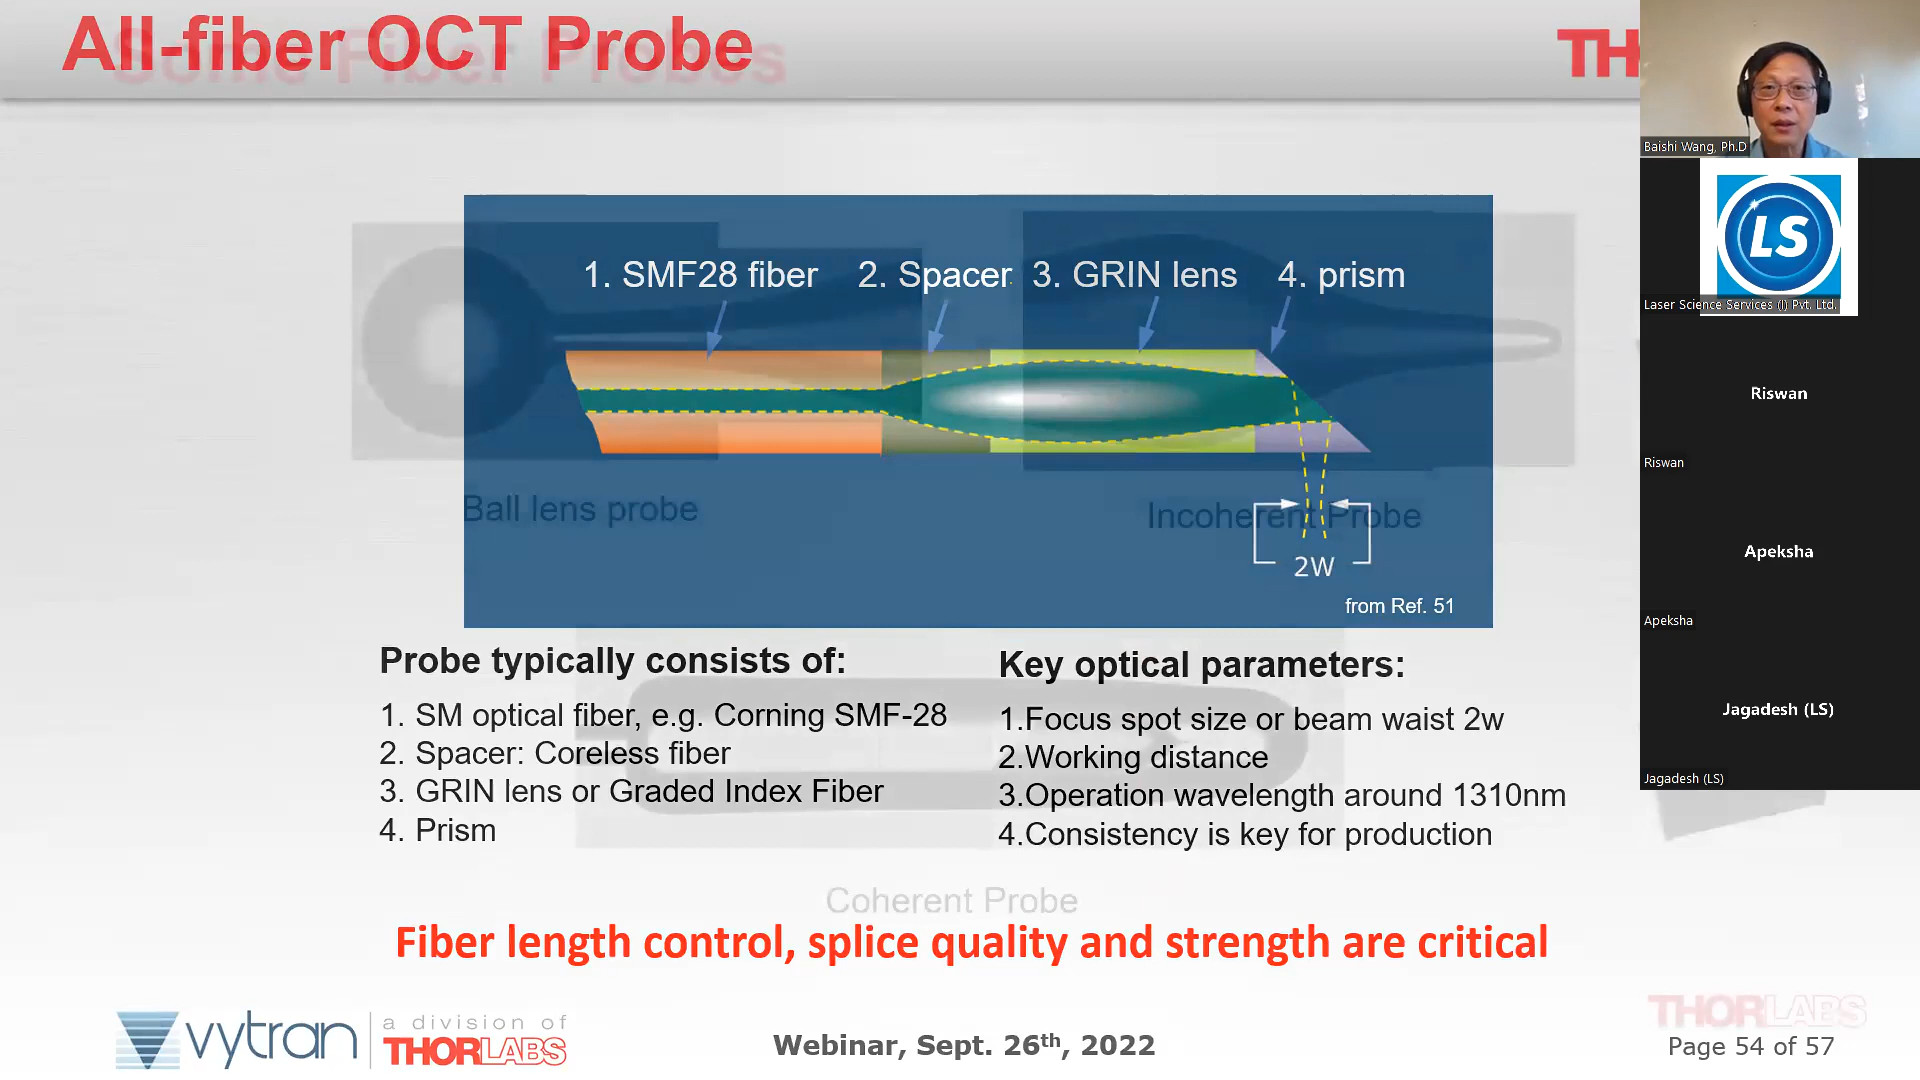 All-fiber OCT Probe
Some Fiber Probes
TH
Baishi Wang, Ph.D
LS
Laser Science Services (I) Pvt. Ltd.
Riswan
Riswan
Apeksha
Apeksha
Jagadesh (LS)
Jagadesh (LS)
1. SMF28 fiber
2. Spacer
3. GRIN lens
4. prism
Ball lens probe
Incoherent Probe
2W
from Ref. 51
Probe typically consists of:
1. SM optical fiber, e.g. Corning SMF-28
2. Spacer: Coreless fiber
3. GRIN lens or Graded Index Fiber
4. Prism
Key optical parameters:
1.Focus spot size or beam waist 2w
2.Working distance
3.Operation wavelength around 1310nm
4.Consistency is key for production
Coherent Probe
Fiber length control, splice quality and strength are critical
vytran
a division of
THORLABS
Webinar, Sept. 26th, 2022
THORLABS
Page 54 of 57